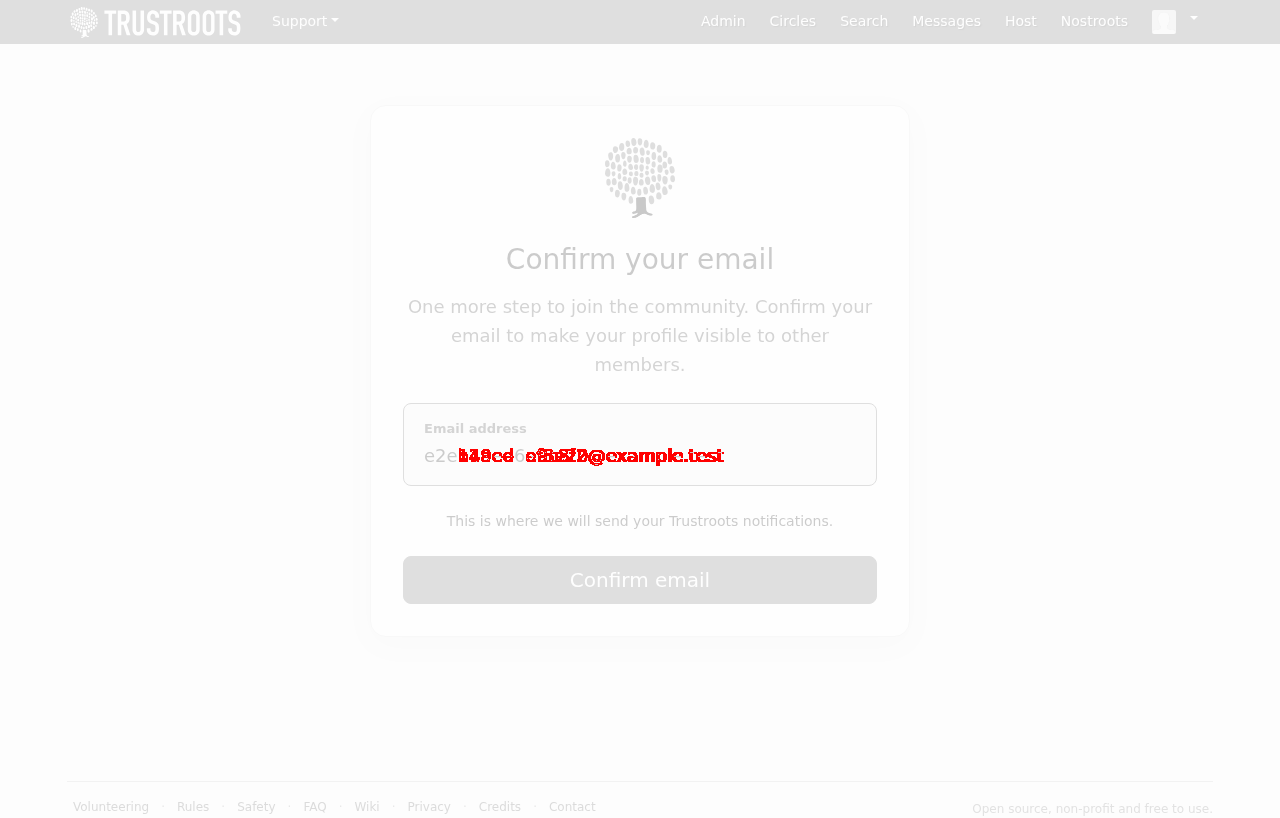 TRUSTROOTS Support Admin Circles Search Messages Host Nostroots
Confirm your email
One more step to join the community. Confirm your
email to make your profile visible to other
members.
Email address
This is where we will send your Trustroots notifications.
Confirm email
Volunteering · Rules · Safety · FAQ · Wiki · Privacy · Credits · Contact
Open source, non-profit and free to use.